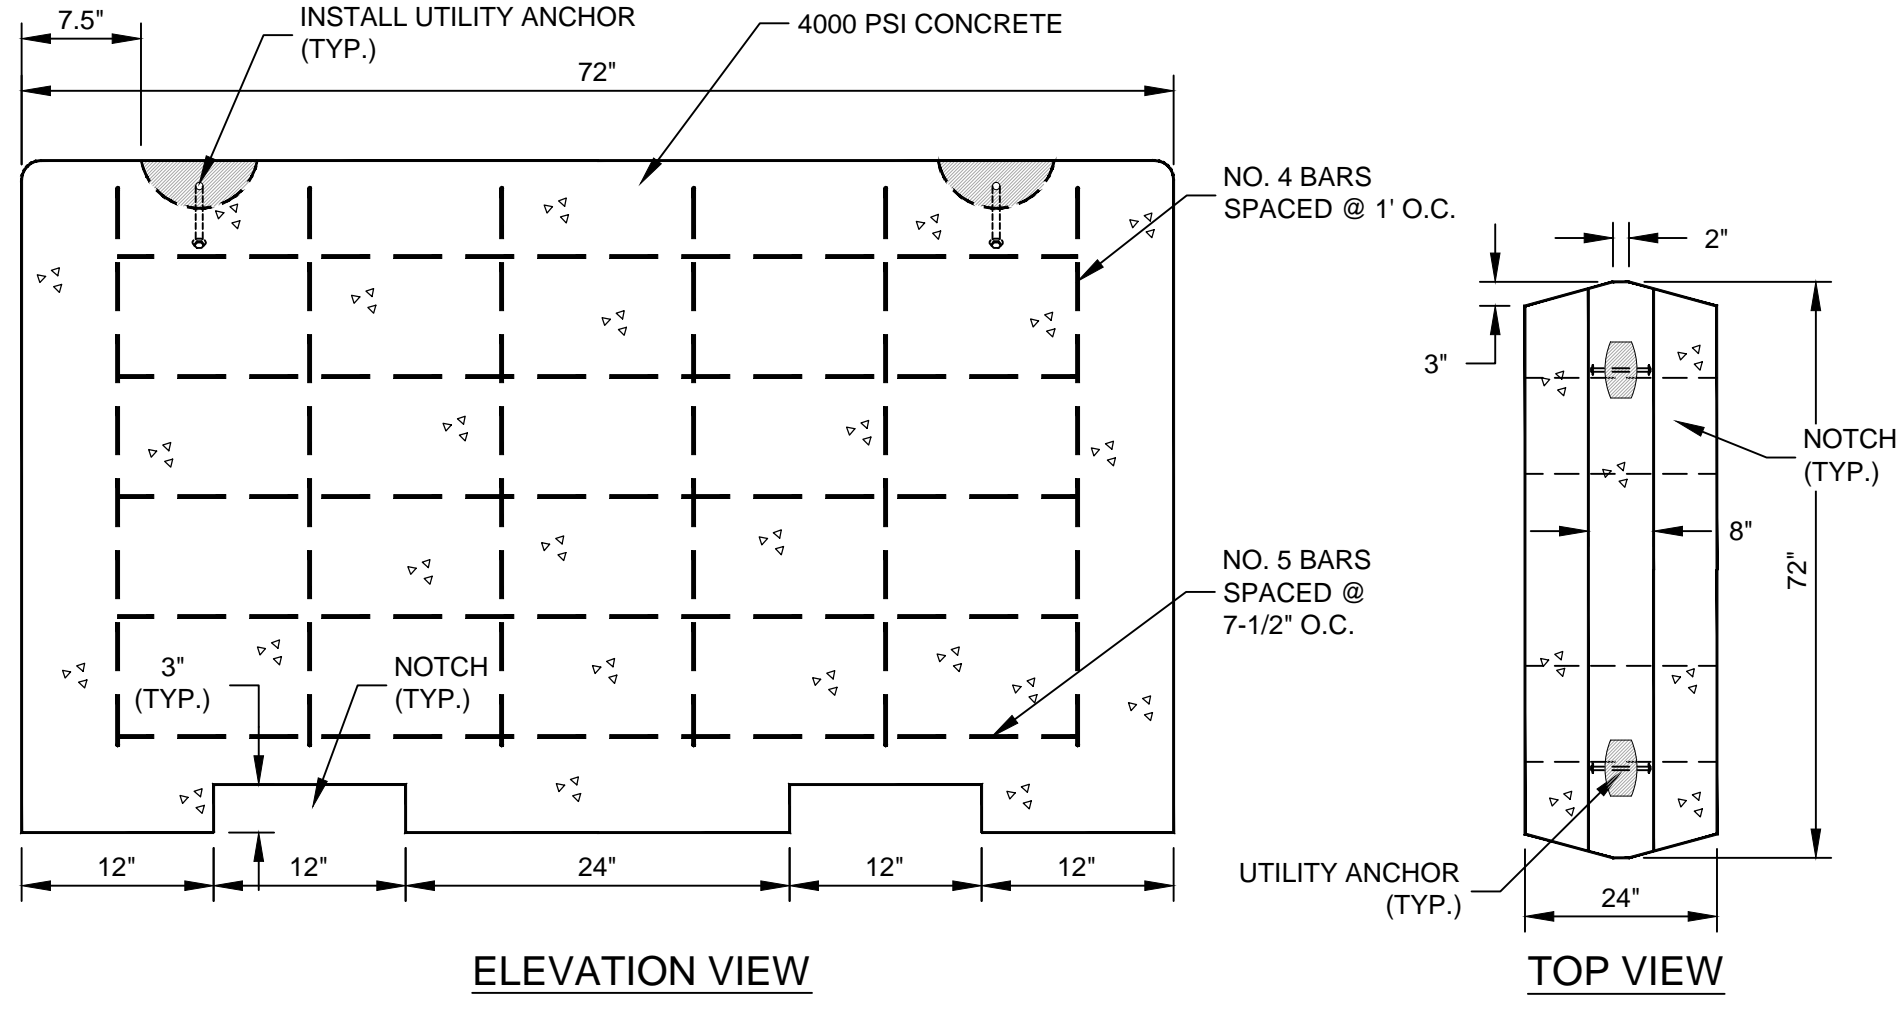 7.5"
INSTALL UTILITY ANCHOR
(TYP.)
4000 PSI CONCRETE
72"
NO. 4 BARS
SPACED @ 1' O.C.
NO. 5 BARS
SPACED @
7-1/2" O.C.
3"
(TYP.)
NOTCH
(TYP.)
12"
12"
24"
12"
12"
ELEVATION VIEW
2"
3"
NOTCH
(TYP.)
8"
72"
UTILITY ANCHOR
(TYP.)
24"
TOP VIEW